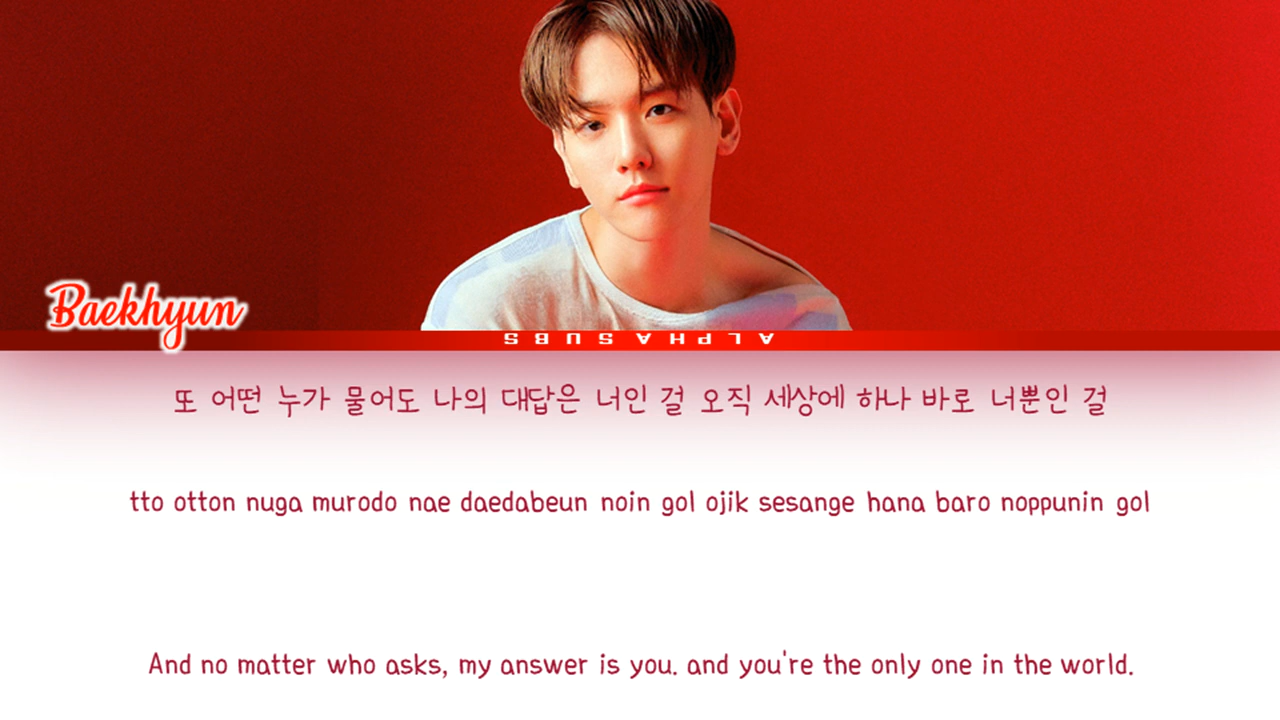 Baekhyun
ALPHASUBS
또 어떤 누가 물어도 나의 대답은 너인 걸 오직 세상에 하나 바로 너뿐인 걸
tto otton nuga murodo nae daedabeun noin gol ojik sesange hana baro noppunin gol
And no matter who asks, my answer is you. and you're the only one in the world.